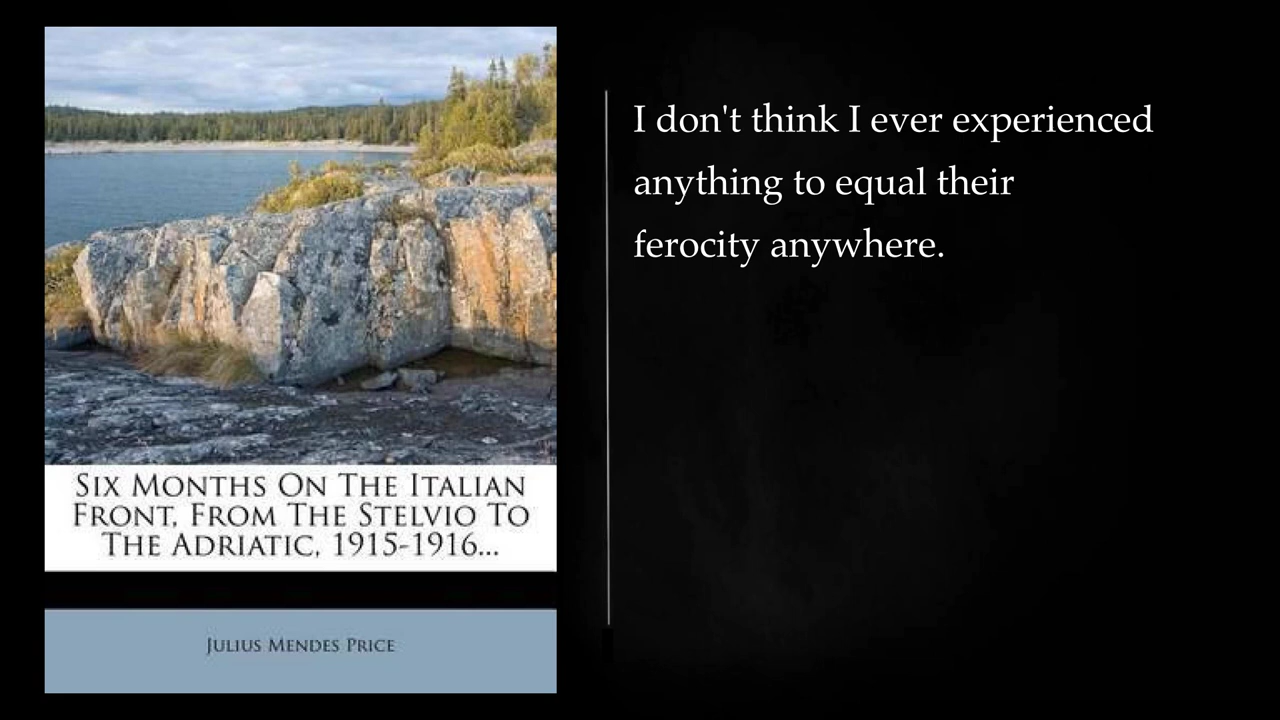 Six Months On The Italian
Front, From The Stelvio To
The Adriatic, 1915-1916...
Julius Mendes Price
I don't think I ever experienced
anything to equal their
ferocity anywhere.